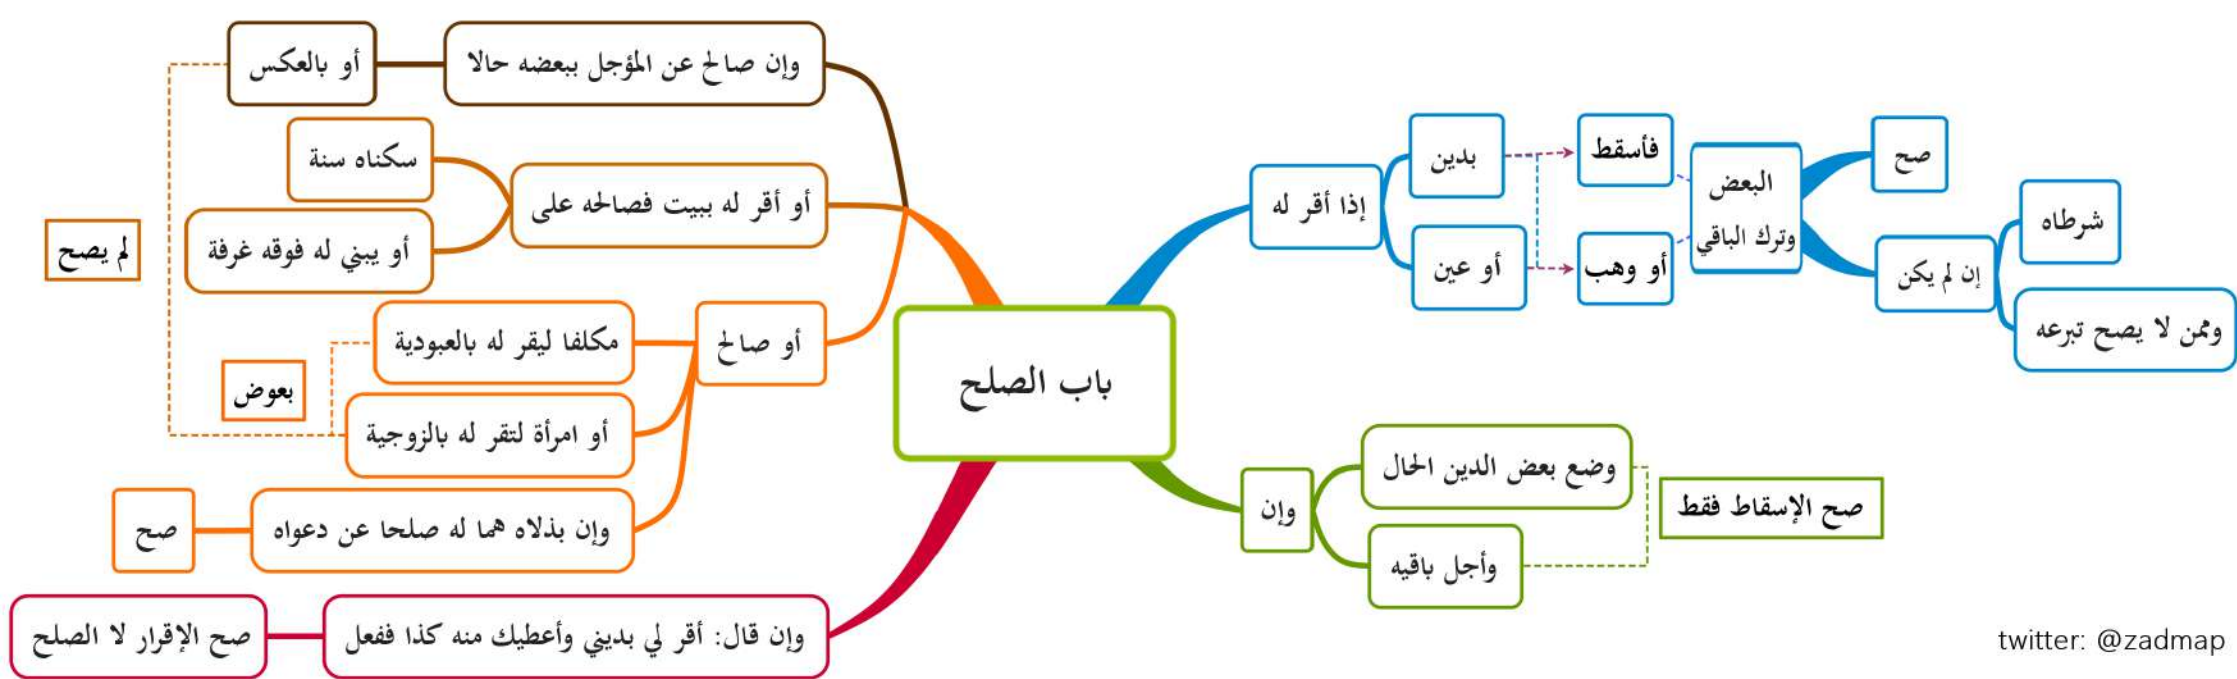 باب الصلح
إذا أقر له
بدين
أو عين
فأسقط
أو وهب
البعض
وترك الباقي
صح
إن لم يكن
شرطاه
وممن لا يصح تبرعه
وإن
وضع بعض الدين الحال
وأجل باقيه
صح الإسقاط فقط
وإن صالح عن المؤجل ببعضه حالا
أو بالعكس
أو أقر له ببيت فصالحه على
سكناه سنة
أو يبني له فوقه غرفة
أو صالح
مكلفا ليقر له بالعبودية
أو امرأة لتقر له بالزوجية
بعوض
لم يصح
وإن بذلاه هما له صلحا عن دعواه
صح
وإن قال: أقر لي بديني وأعطيك منه كذا ففعل
صح الإقرار لا الصلح
twitter: @zadmap